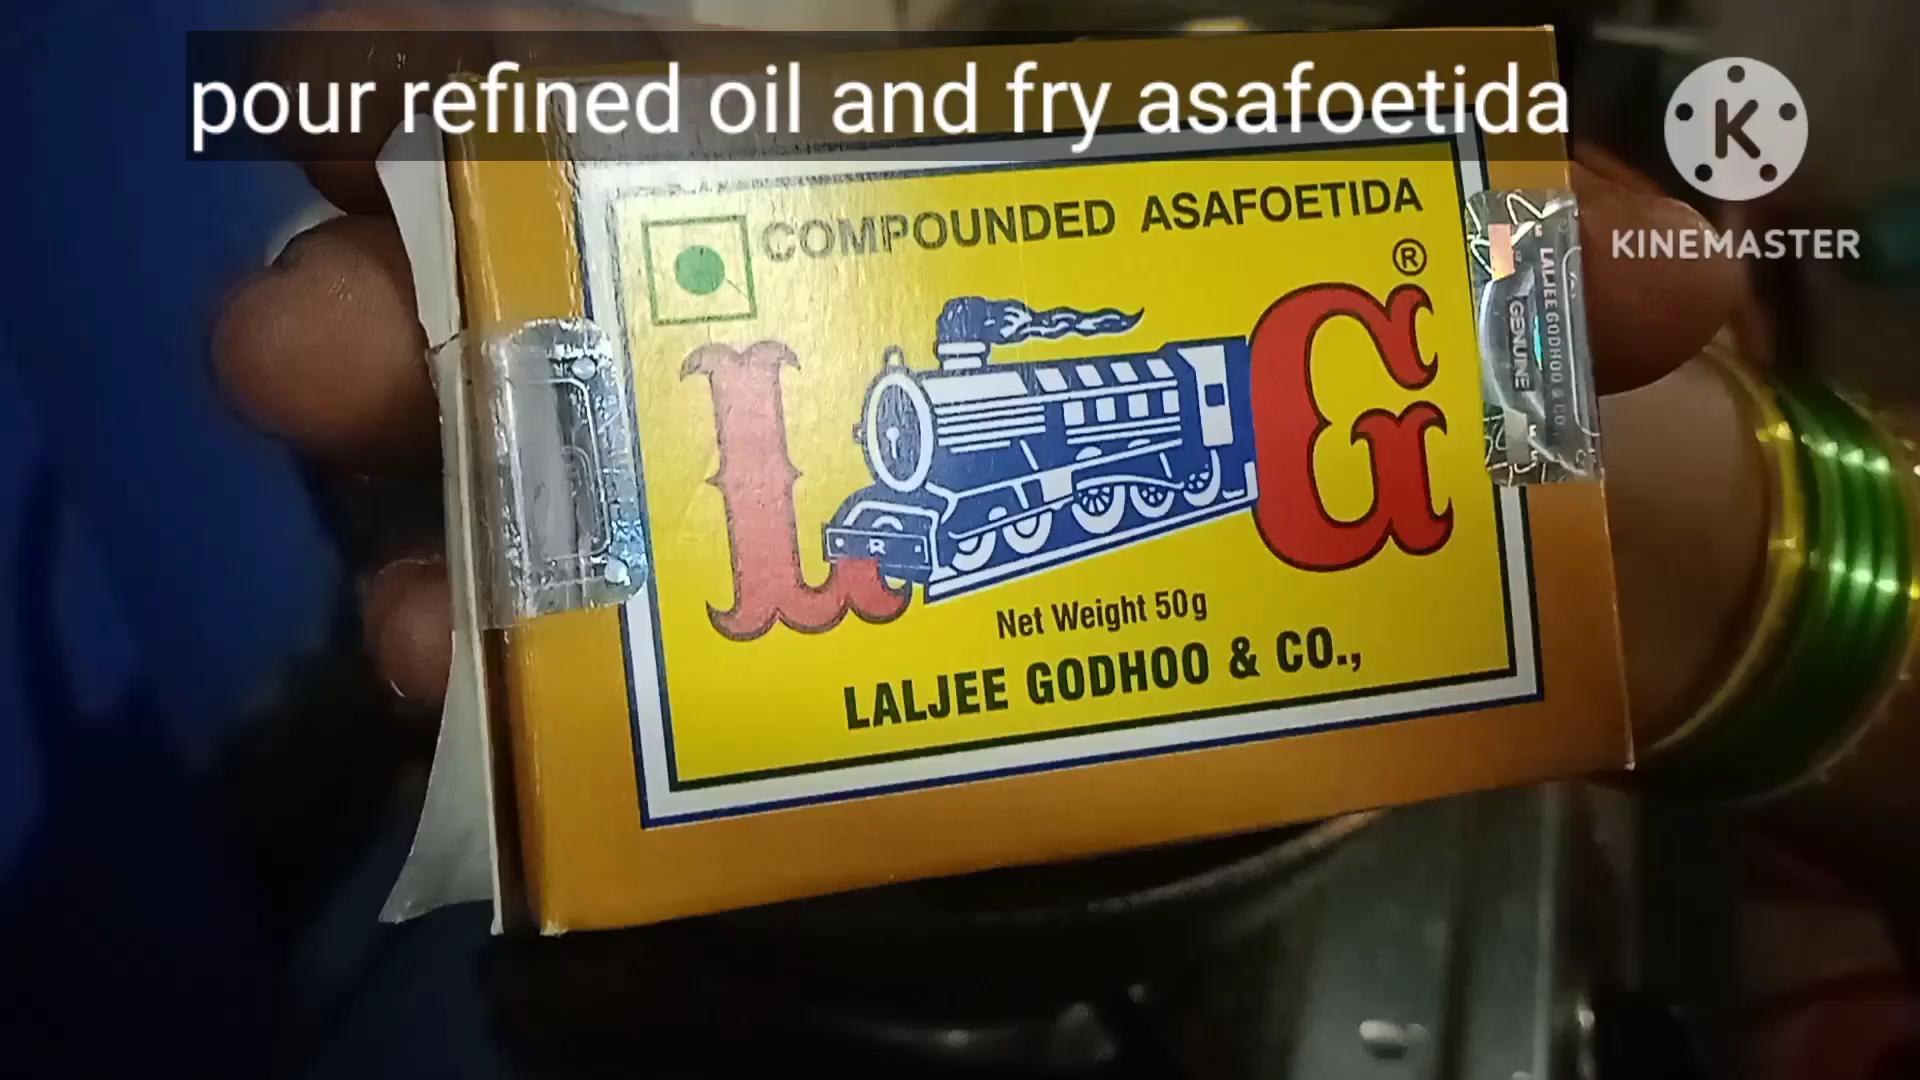 pour refined oil and fry asafoetida
K
KINEMASTER
COMPOUNDED ASAFOETIDA
®
L G
R
Net Weight 50g
LALJEE GODHOO & CO.,
LALJEE GODHOO & CO.
GENUINE